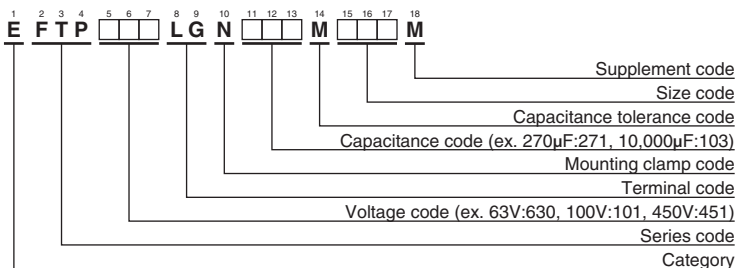 1 2 3 4 5 6 7 8 9 10 11 12 13 14 15 16 17 18
E F T P □□□ L G N □□□ M □□□ M
Supplement code
Size code
Capacitance tolerance code
Capacitance code (ex. 270μF:271, 10,000μF:103)
Mounting clamp code
Terminal code
Voltage code (ex. 63V:630, 100V:101, 450V:451)
Series code
Category